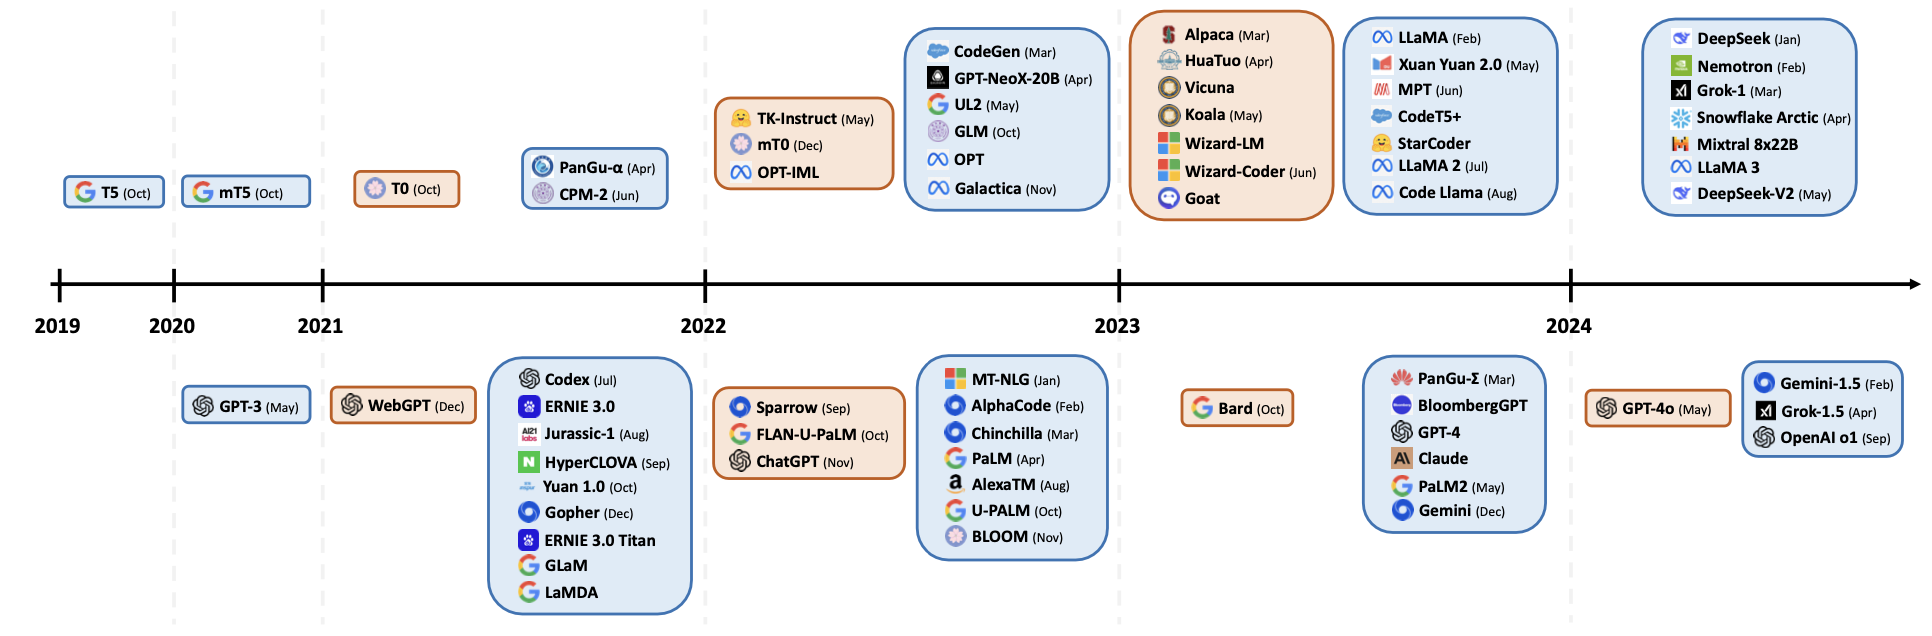 T5 (Oct)
mT5 (Oct)
T0 (Oct)
PanGu-α (Apr)
CPM-2 (Jun)
TK-Instruct (May)
mT0 (Dec)
OPT-IML
CodeGen (Mar)
GPT-NeoX-20B (Apr)
UL2 (May)
GLM (Oct)
OPT
Galactica (Nov)
Alpaca (Mar)
HuaTuo (Apr)
Vicuna
Koala (May)
Wizard-LM
Wizard-Coder (Jun)
Goat
LLaMA (Feb)
Xuan Yuan 2.0 (May)
MPT (Jun)
CodeT5+
StarCoder
LLaMA 2 (Jul)
Code Llama (Aug)
DeepSeek (Jan)
Nemotron (Feb)
Grok-1 (Mar)
Snowflake Arctic (Apr)
Mixtral 8x22B
LLaMA 3
DeepSeek-V2 (May)
2019
2020
2021
2022
2023
2024
GPT-3 (May)
WebGPT (Dec)
Codex (Jul)
ERNIE 3.0
AI21 labs Jurassic-1 (Aug)
N HyperCLOVA (Sep)
Yuan 1.0 (Oct)
Gopher (Dec)
ERNIE 3.0 Titan
GLaM
LaMDA
Sparrow (Sep)
FLAN-U-PaLM (Oct)
ChatGPT (Nov)
MT-NLG (Jan)
AlphaCode (Feb)
Chinchilla (Mar)
PaLM (Apr)
AlexaTM (Aug)
U-PALM (Oct)
BLOOM (Nov)
Bard (Oct)
PanGu-Σ (Mar)
BloombergGPT
GPT-4
Claude
PaLM2 (May)
Gemini (Dec)
GPT-4o (May)
Gemini-1.5 (Feb)
Grok-1.5 (Apr)
OpenAI o1 (Sep)